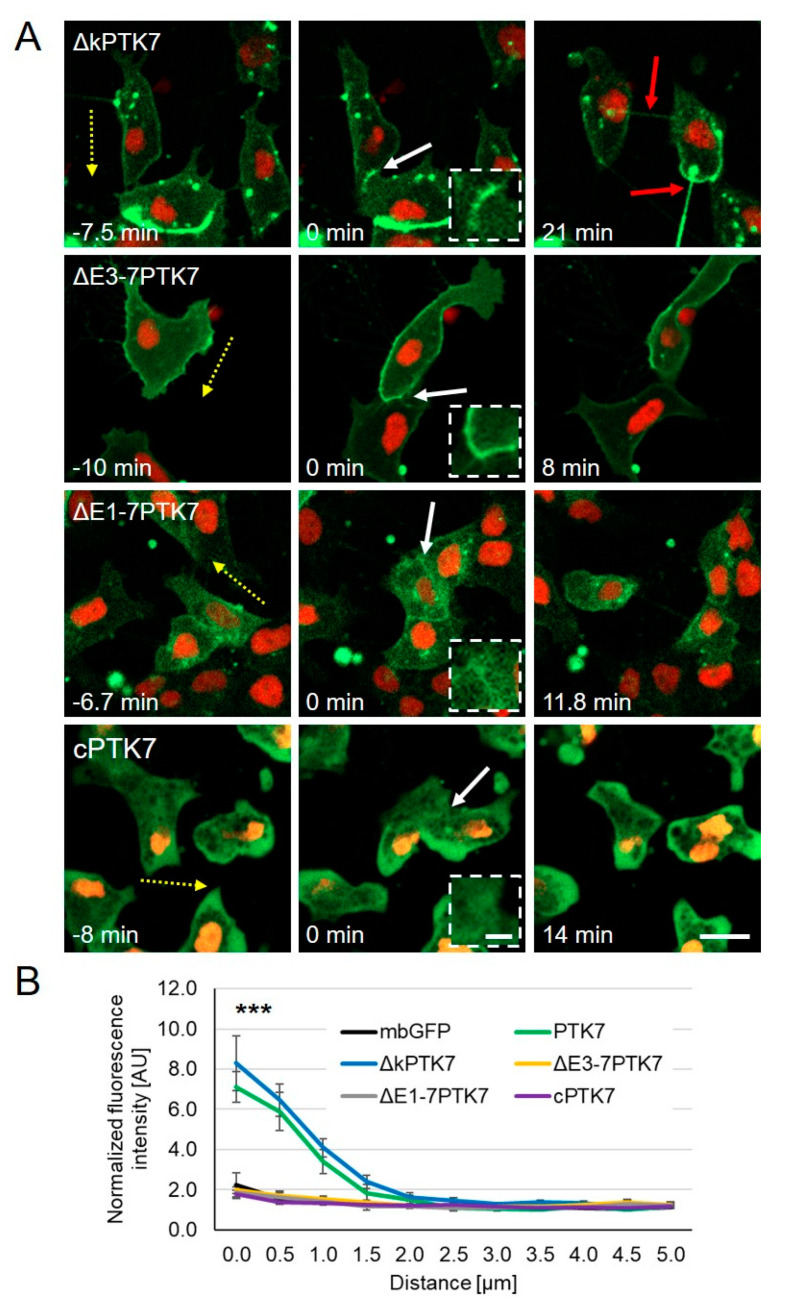 A
ΔkPTK7
-7.5 min
0 min
21 min
ΔE3-7PTK7
-10 min
0 min
8 min
ΔE1-7PTK7
-6.7 min
0 min
11.8 min
cPTK7
-8 min
0 min
14 min
B
Normalized fluorescence
intensity [AU]
12.0
10.0
8.0
6.0
4.0
2.0
0.0
***
mbGFP
PTK7
ΔkPTK7
ΔE3-7PTK7
ΔE1-7PTK7
cPTK7
0.0 0.5 1.0 1.5 2.0 2.5 3.0 3.5 4.0 4.5 5.0
Distance [µm]